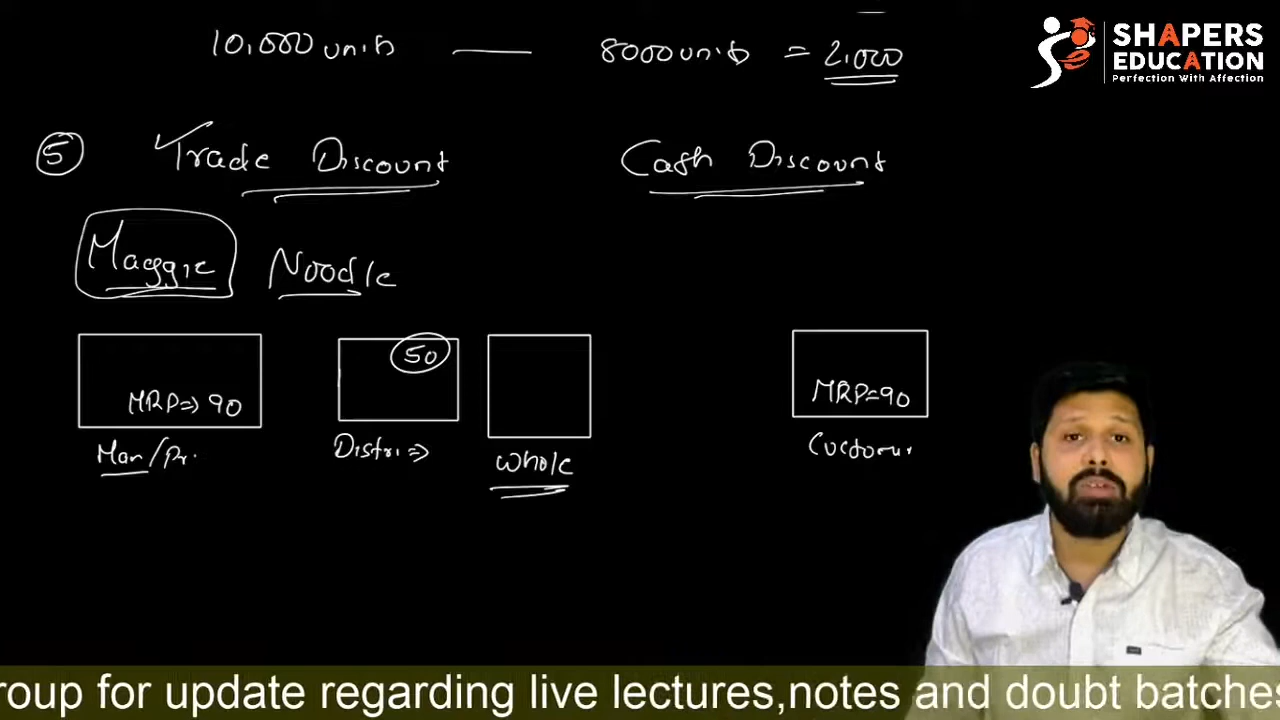 10,000 units — 8000 units = 2,000
SHAPERS
EDUCATION
Perfection With Affection
5 Trade Discount Cash Discount
Maggie Noodle
50
MRP => 90 MRP=90
Man/Pr. Distri => Whole Customer
roup for update regarding live lectures,notes and doubt batches